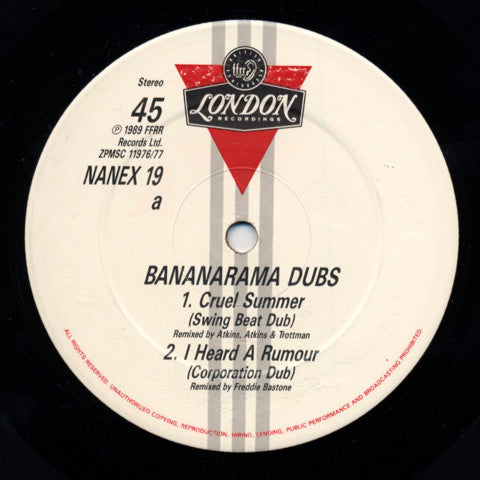 ffrr
LONDON
RECORDINGS
Stereo
45
℗ 1989 FFRR
Records Ltd.
ZPMSC 11976/77
NANEX 19
a
BANANARAMA DUBS
1. Cruel Summer
(Swing Beat Dub)
Remixed by Atkins, Atkins & Trottman
2. I Heard A Rumour
(Corporation Dub)
Remixed by Freddie Bastone
ALL RIGHTS RESERVED. UNAUTHORIZED COPYING, REPRODUCTION, HIRING, LENDING, PUBLIC PERFORMANCE AND BROADCASTING PROHIBITED